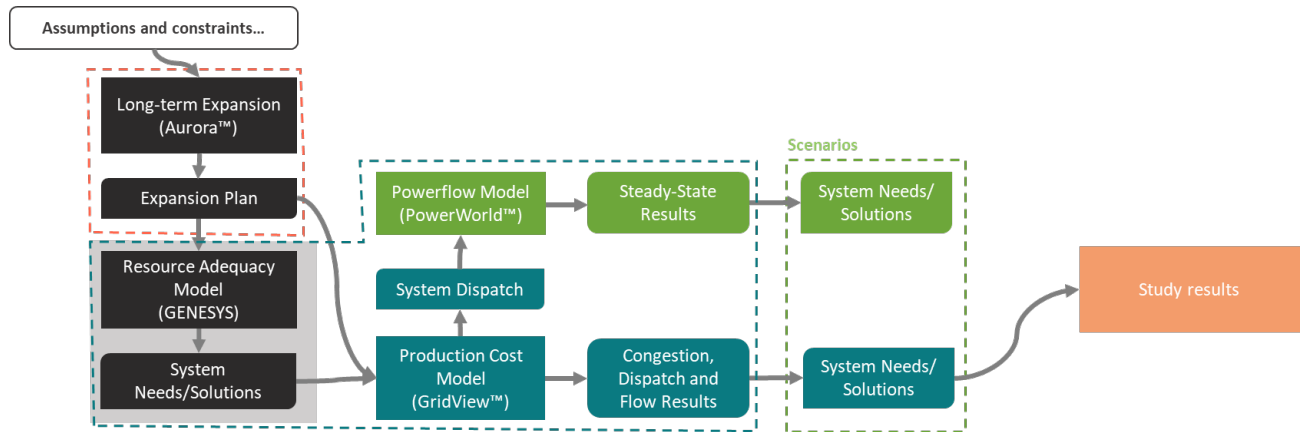 Assumptions and constraints…
Long-term Expansion
(Aurora™)
Expansion Plan
Resource Adequacy
Model
(GENESYS)
System
Needs/Solutions
Powerflow Model
(PowerWorld™)
System Dispatch
Production Cost
Model
(GridView™)
Steady-State
Results
Congestion,
Dispatch and
Flow Results
Scenarios
System Needs/
Solutions
System Needs/
Solutions
Study results